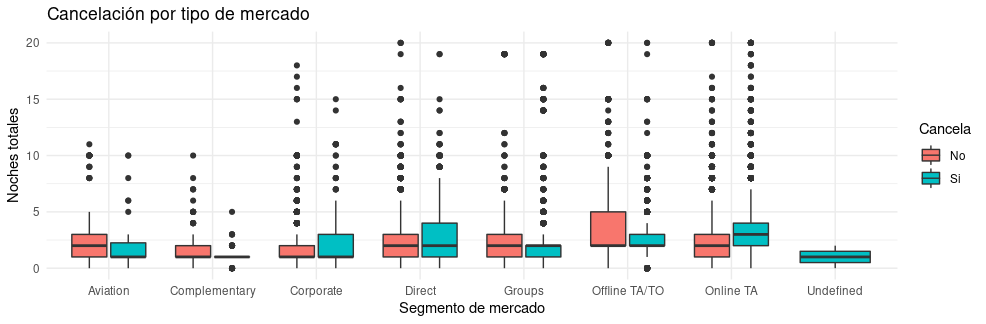 Cancelación por tipo de mercado
20
15
10
5
0
Noches totales
Aviation
Complementary
Corporate
Direct
Groups
Offline TA/TO
Online TA
Undefined
Segmento de mercado
Cancela
No
Si